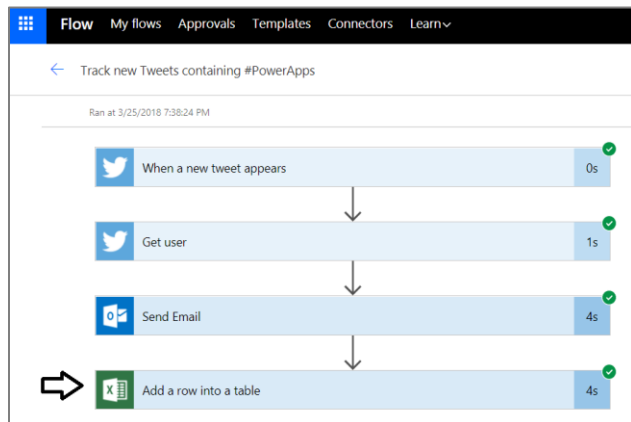 Flow My flows Approvals Templates Connectors Learn
Track new Tweets containing #PowerApps
Ran at 3/25/2018 7:38:24 PM
When a new tweet appears 0s
Get user 1s
Send Email 4s
Add a row into a table 4s